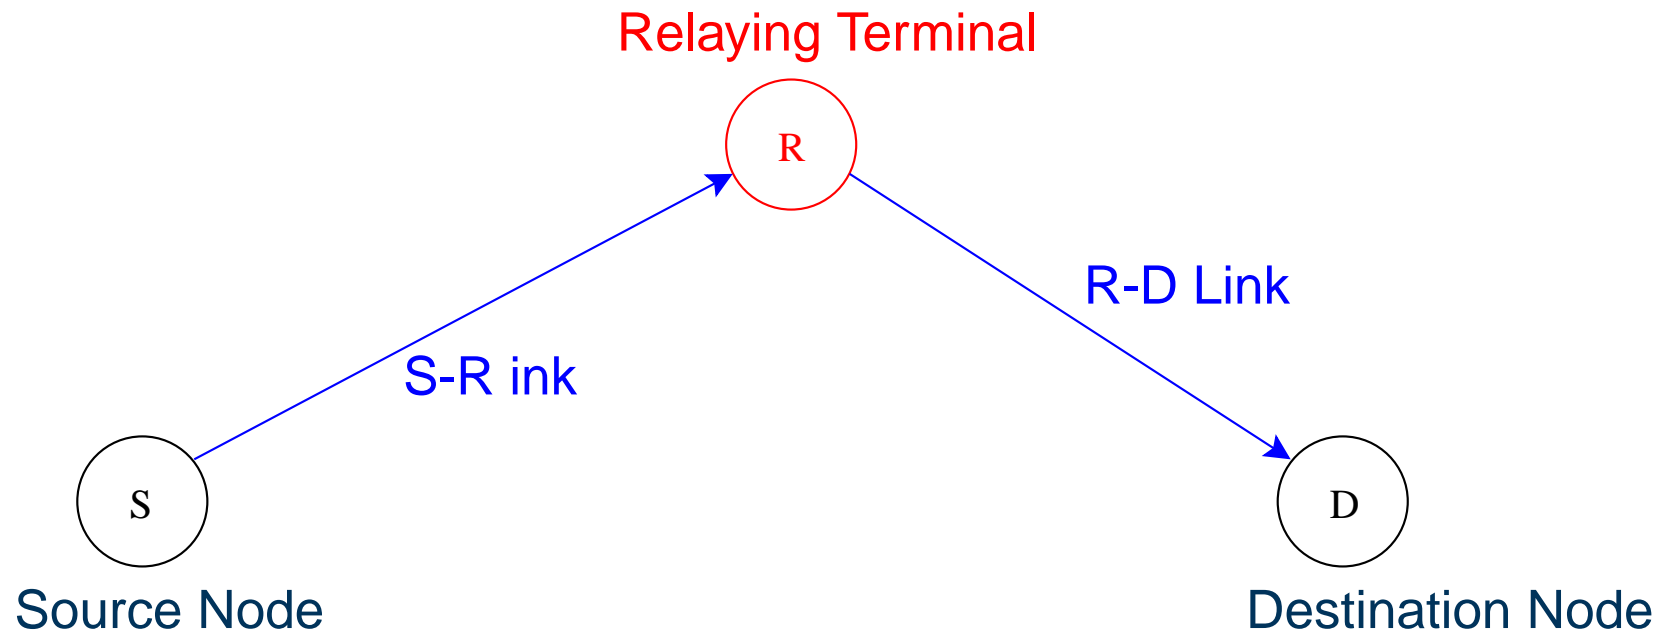 Relaying Terminal
R
R-D Link
S-R ink
S
D
Source Node
Destination Node